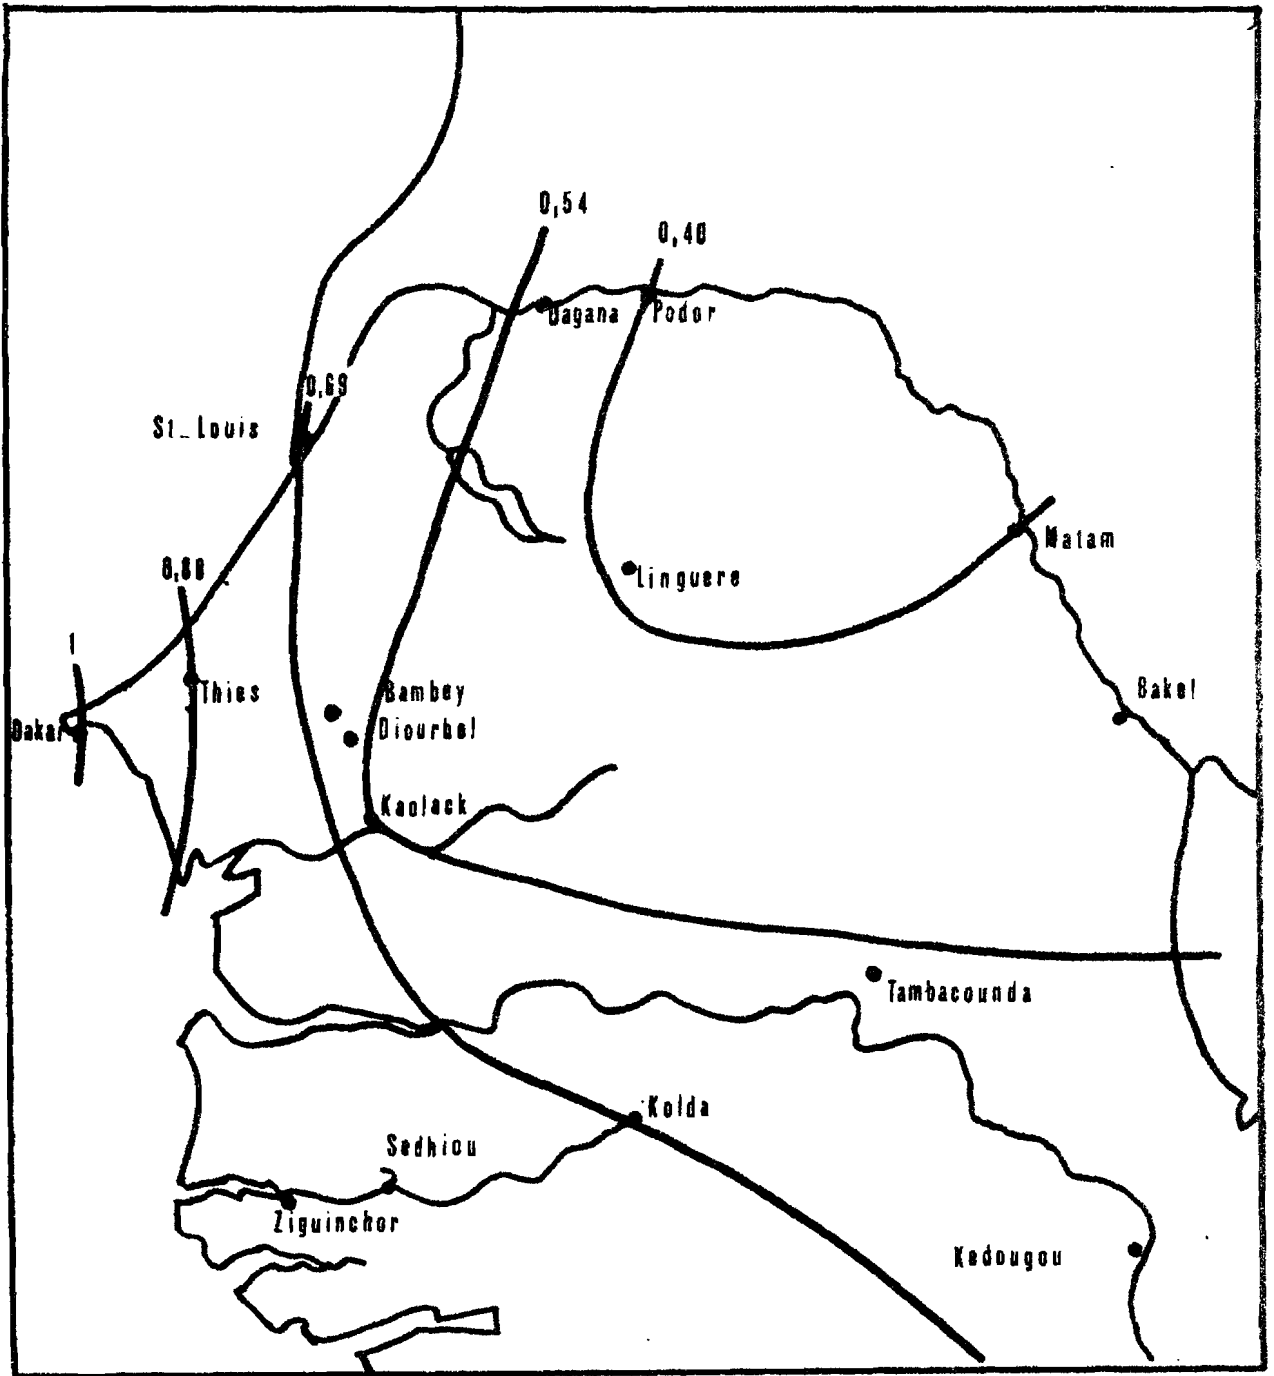 0,54
0,40
Dagana
Podor
0,69
St_Louis
Matam
Linguere
1
Thies
Bambey
Bakel
Dakar
Diourbel
Kaolack
Tambacounda
Kolda
Sedhiou
Ziguinchor
Kedougou